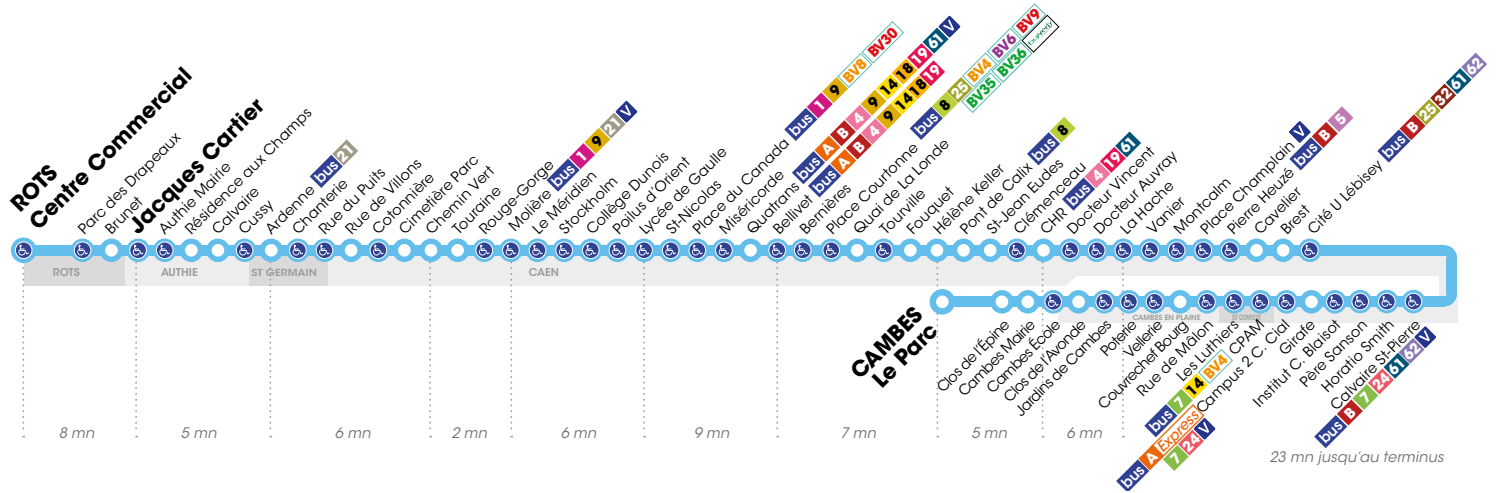 ROTS
Centre Commercial
Parc des Drapeaux
Brunet
Jacques Cartier
Authie Mairie
Résidence aux Champs
Calvaire
Cussy
Ardenne bus 21
Chanterie
Rue du Puits
Rue de Villons
Cotonnière
Cimetière Parc
Chemin Vert
Touraine
Rouge-Gorge
Molière bus 1 9 21 V
Le Méridien
Stockholm
Collège Dunois
Poilus d'Orient
Lycée de Gaulle
St-Nicolas
Place du Canada bus 1 9 BV8 BV30
Miséricorde
Quatrans bus A B 4 9 14 18 19 61 V
Bellivet bus A B 4 9 14 18 19
Bernières
Place Courtonne bus 8 25 BV4 BV6 BV9
BV35 BV36
Quai de La Londe
Tourville
Fouquet
Hélène Keller
Pont de Calix bus 8
St-Jean Eudes
Clémenceau
CHR bus 4 19 61
Docteur Vincent
Docteur Auvray
La Hache
Vanier
Montcalm
Place Champlain V
Pierre Heuzé bus B 5
Cavelier
Brest
Cité U Lébisey bus B 25 32 61 62
ROTS
AUTHIE
ST GERMAIN
CAEN
CAMBES
Le Parc
Clos de l'Épine
Cambes Mairie
Cambes École
Clos de l'Avonde
Jardins de Cambes
Poterie
Vellerie
Couvrechef Bourg
Rue de Mâlon
Les Luthiers
bus 7 14 BV4
CPAM
Campus 2 C. Cial
bus A Express
7 24 V
Girafe
Institut C. Blaisot
Père Sanson
Horatio Smith
Calvaire St-Pierre
bus B 7 24 61 62 V
CAMBES EN PLAINE
ST CONTEST
8 mn
5 mn
6 mn
2 mn
6 mn
9 mn
7 mn
5 mn
6 mn
23 mn jusqu'au terminus